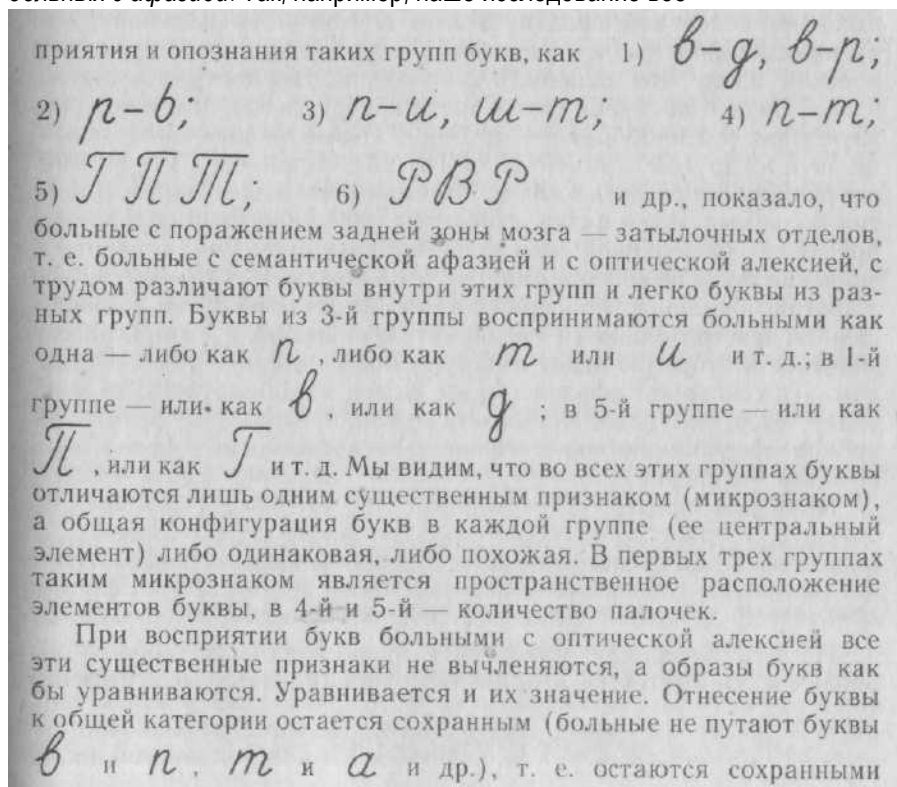 приятия и опознания таких групп букв, как 1) в–д, в–р;
2) р–ь; 3) п–и, ш–т; 4) п–т;
5) Г П Т; 6) Р В Р и др., показало, что
больные с поражением задней зоны мозга — затылочных отделов,
т. е. больные с семантической афазией и с оптической алексией, с
трудом различают буквы внутри этих групп и легко буквы из раз-
ных групп. Буквы из 3-й группы воспринимаются больными как
одна — либо как п, либо как т или и и т. д.; в 1-й
группе — или как в, или как д; в 5-й группе — или как
П, или как Г и т. д. Мы видим, что во всех этих группах буквы
отличаются лишь одним существенным признаком (микрознаком),
а общая конфигурация букв в каждой группе (ее центральный
элемент) либо одинаковая, либо похожая. В первых трех группах
таким микрознаком является пространственное расположение
элементов буквы, в 4-й и 5-й — количество палочек.
При восприятии букв больными с оптической алексией все
эти существенные признаки не вычленяются, а образы букв как
бы уравниваются. Уравнивается и их значение. Отнесение буквы
к общей категории остается сохранным (больные не путают буквы
в и п, т и а и др.), т. е. остаются сохранными